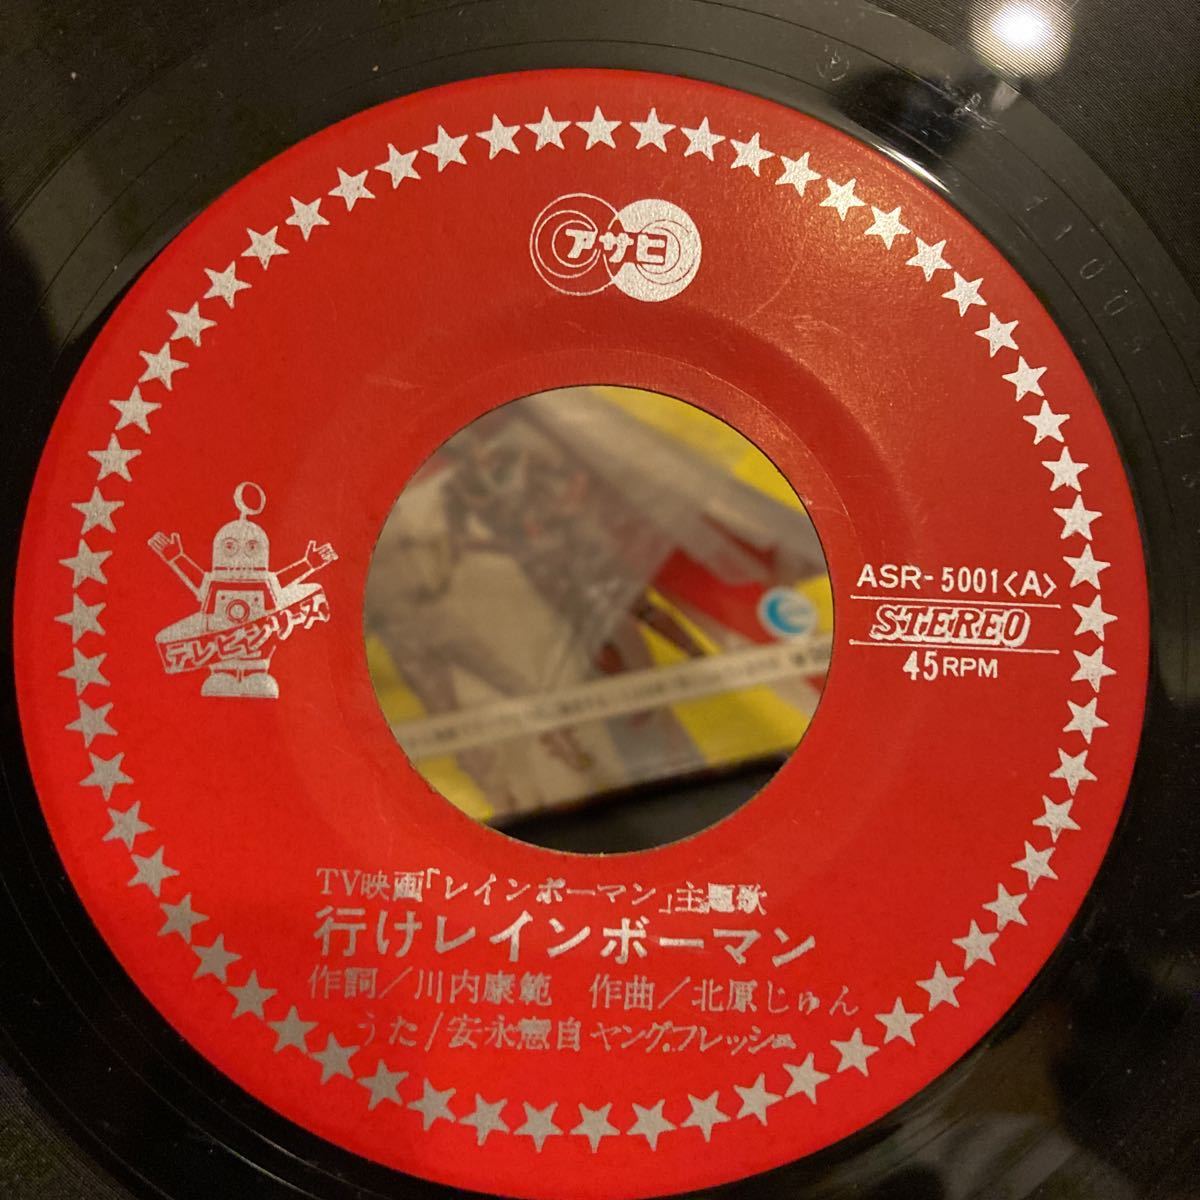 アサヒ
テレビシリーズ
ASR-5001<A>
STEREO
45RPM
TV映画「レインボーマン」主題歌
行けレインボーマン
作詞/川内康範 作曲/北原じゅん
うた/安永憲自 ヤング・フレッシュ